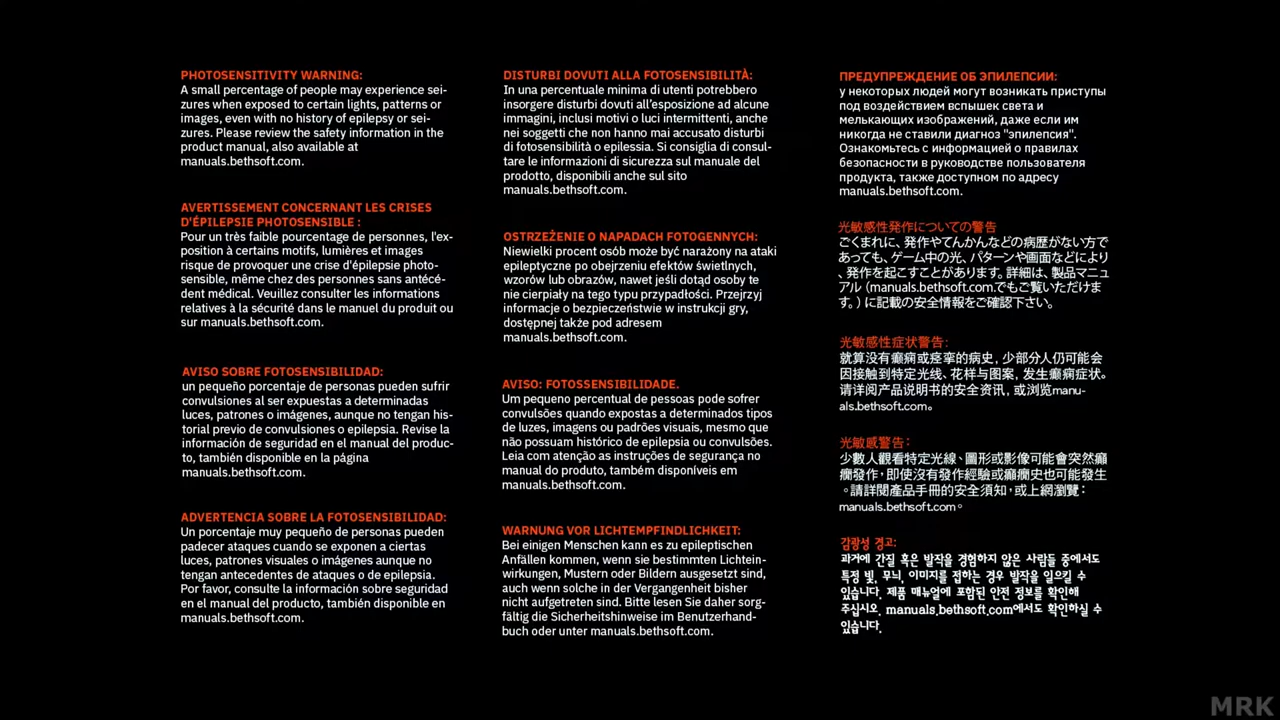 PHOTOSENSITIVITY WARNING:
A small percentage of people may experience sei-
zures when exposed to certain lights, patterns or
images, even with no history of epilepsy or sei-
zures. Please review the safety information in the
product manual, also available at
manuals.bethsoft.com.
AVERTISSEMENT CONCERNANT LES CRISES
D'ÉPILEPSIE PHOTOSENSIBLE :
Pour un très faible pourcentage de personnes, l'ex-
position à certains motifs, lumières et images
risque de provoquer une crise d'épilepsie photo-
sensible, même chez des personnes sans antécé-
dent médical. Veuillez consulter les informations
relatives à la sécurité dans le manuel du produit ou
sur manuals.bethsoft.com.
AVISO SOBRE FOTOSENSIBILIDAD:
un pequeño porcentaje de personas pueden sufrir
convulsiones al ser expuestas a determinadas
luces, patrones o imágenes, aunque no tengan his-
torial previo de convulsiones o epilepsia. Revise la
información de seguridad en el manual del produc-
to, también disponible en la página
manuals.bethsoft.com.
ADVERTENCIA SOBRE LA FOTOSENSIBILIDAD:
Un porcentaje muy pequeño de personas pueden
padecer ataques cuando se exponen a ciertas
luces, patrones visuales o imágenes aunque no
tengan antecedentes de ataques o de epilepsia.
Por favor, consulte la información sobre seguridad
en el manual del producto, también disponible en
manuals.bethsoft.com.
DISTURBI DOVUTI ALLA FOTOSENSIBILITÀ:
In una percentuale minima di utenti potrebbero
insorgere disturbi dovuti all'esposizione ad alcune
immagini, inclusi motivi o luci intermittenti, anche
nei soggetti che non hanno mai accusato disturbi
di fotosensibilità o epilessia. Si consiglia di consul-
tare le informazioni di sicurezza sul manuale del
prodotto, disponibili anche sul sito
manuals.bethsoft.com.
OSTRZEŻENIE O NAPADACH FOTOGENNYCH:
Niewielki procent osób może być narażony na ataki
epileptyczne po obejrzeniu efektów świetlnych,
wzorów lub obrazów, nawet jeśli dotąd osoby te
nie cierpiały na tego typu przypadłości. Przejrzyj
informacje o bezpieczeństwie w instrukcji gry,
dostępnej także pod adresem
manuals.bethsoft.com.
AVISO: FOTOSSENSIBILIDADE.
Um pequeno percentual de pessoas pode sofrer
convulsões quando expostas a determinados tipos
de luzes, imagens ou padrões visuais, mesmo que
não possuam histórico de epilepsia ou convulsões.
Leia com atenção as instruções de segurança no
manual do produto, também disponíveis em
manuals.bethsoft.com.
WARNUNG VOR LICHTEMPFINDLICHKEIT:
Bei einigen Menschen kann es zu epileptischen
Anfällen kommen, wenn sie bestimmten Lichtein-
wirkungen, Mustern oder Bildern ausgesetzt sind,
auch wenn solche in der Vergangenheit bisher
nicht aufgetreten sind. Bitte lesen Sie daher sorg-
fältig die Sicherheitshinweise im Benutzerhand-
buch oder unter manuals.bethsoft.com.
ПРЕДУПРЕЖДЕНИЕ ОБ ЭПИЛЕПСИИ:
у некоторых людей могут возникать приступы
под воздействием вспышек света и
мелькающих изображений, даже если им
никогда не ставили диагноз "эпилепсия".
Ознакомьтесь с информацией о правилах
безопасности в руководстве пользователя
продукта, также доступном по адресу
manuals.bethsoft.com.
光敏感性発作についての警告
ごくまれに、発作やてんかんなどの病歴がない方で
あっても、ゲーム中の光、パターンや画面などにより
、発作を起こすことがあります。詳細は、製品マニュ
アル (manuals.bethsoft.comでもご覧いただけま
す。) に記載の安全情報をご確認下さい。
光敏感性症状警告：
就算没有癫痫或痉挛的病史，少部分人仍可能会
因接触到特定光线、花样与图案，发生癫痫症状。
请详阅产品说明书的安全资讯，或浏览manu-
als.bethsoft.com。
光敏感警告：
少數人觀看特定光線、圖形或影像可能會突然癲
癇發作，即使沒有發作經驗或癲癇史也可能發生
。請詳閱產品手冊的安全須知，或上網瀏覽：
manuals.bethsoft.com。
감광성 경고:
과거에 간질 혹은 발작을 경험하지 않은 사람들 중에서도
특정 빛, 무늬, 이미지를 접하는 경우 발작을 일으킬 수
있습니다. 제품 매뉴얼에 포함된 안전 정보를 확인해
주십시오. manuals.bethsoft.com에서도 확인하실 수
있습니다.
MRK